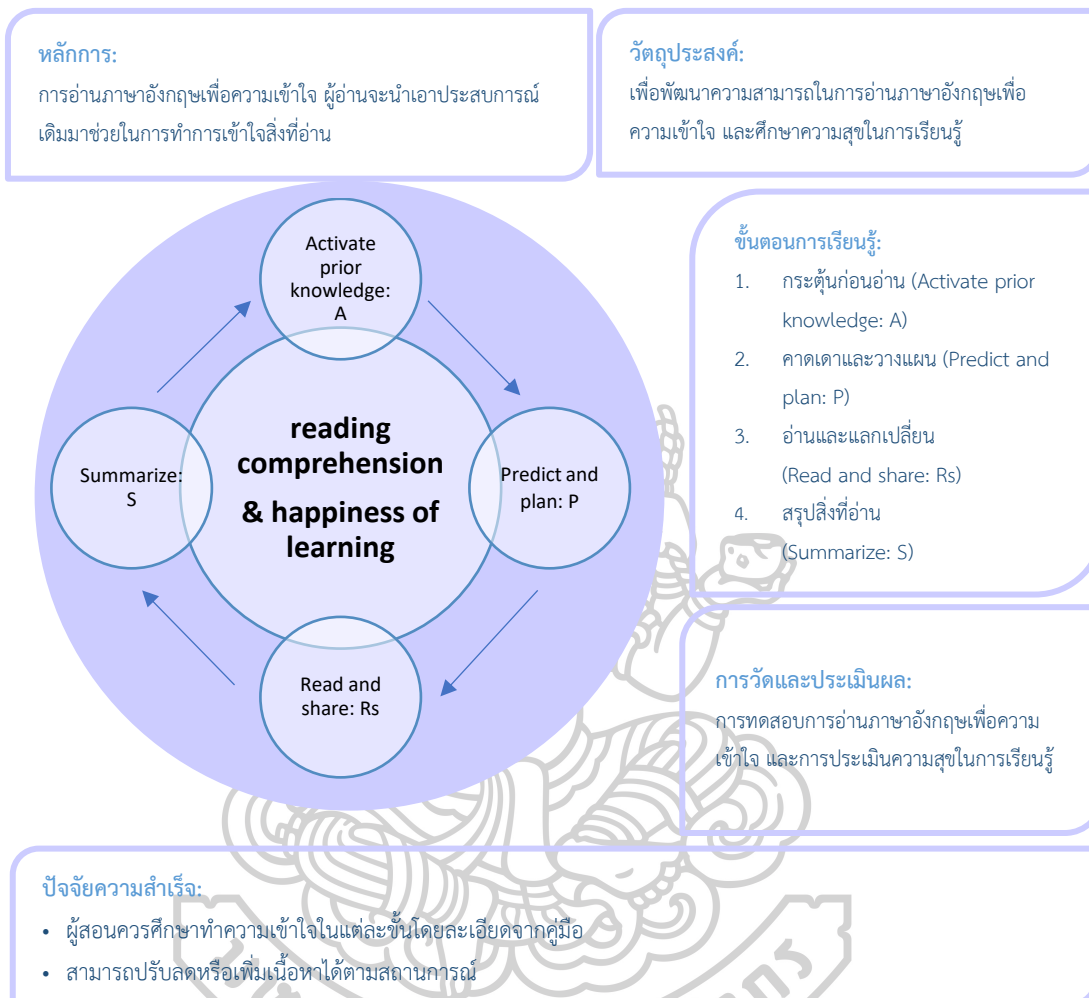 หลักการ:
การอ่านภาษาอังกฤษเพื่อความเข้าใจ ผู้อ่านจะนำเอาประสบการณ์
เดิมมาช่วยในการทำการเข้าใจสิ่งที่อ่าน
วัตถุประสงค์:
เพื่อพัฒนาความสามารถในการอ่านภาษาอังกฤษเพื่อ
ความเข้าใจ และศึกษาความสุขในการเรียนรู้
Activate
prior
knowledge:
A
Predict and
plan: P
Read and
share: Rs
Summarize:
S
reading
comprehension
& happiness of
learning
ขั้นตอนการเรียนรู้:
1. กระตุ้นก่อนอ่าน (Activate prior
knowledge: A)
2. คาดเดาและวางแผน (Predict and
plan: P)
3. อ่านและแลกเปลี่ยน
(Read and share: Rs)
4. สรุปสิ่งที่อ่าน
(Summarize: S)
การวัดและประเมินผล:
การทดสอบการอ่านภาษาอังกฤษเพื่อความ
เข้าใจ และการประเมินความสุขในการเรียนรู้
ปัจจัยความสำเร็จ:
• ผู้สอนควรศึกษาทำความเข้าใจในแต่ละขั้นโดยละเอียดจากคู่มือ
• สามารถปรับลดหรือเพิ่มเนื้อหาได้ตามสถานการณ์